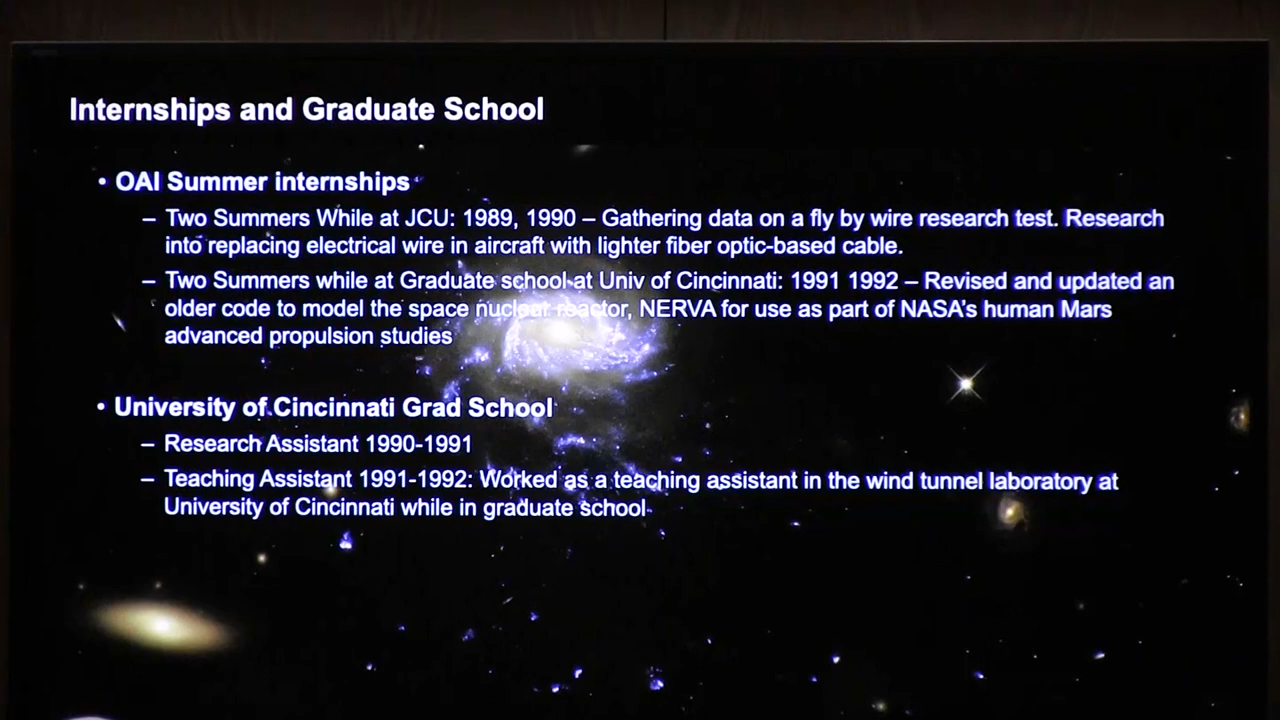 Internships and Graduate School
• OAI Summer internships
– Two Summers While at JCU: 1989, 1990 – Gathering data on a fly by wire research test. Research
into replacing electrical wire in aircraft with lighter fiber optic-based cable.
– Two Summers while at Graduate school at Univ of Cincinnati: 1991 1992 – Revised and updated an
older code to model the space nuclear reactor, NERVA for use as part of NASA's human Mars
advanced propulsion studies
• University of Cincinnati Grad School
– Research Assistant 1990-1991
– Teaching Assistant 1991-1992: Worked as a teaching assistant in the wind tunnel laboratory at
University of Cincinnati while in graduate school